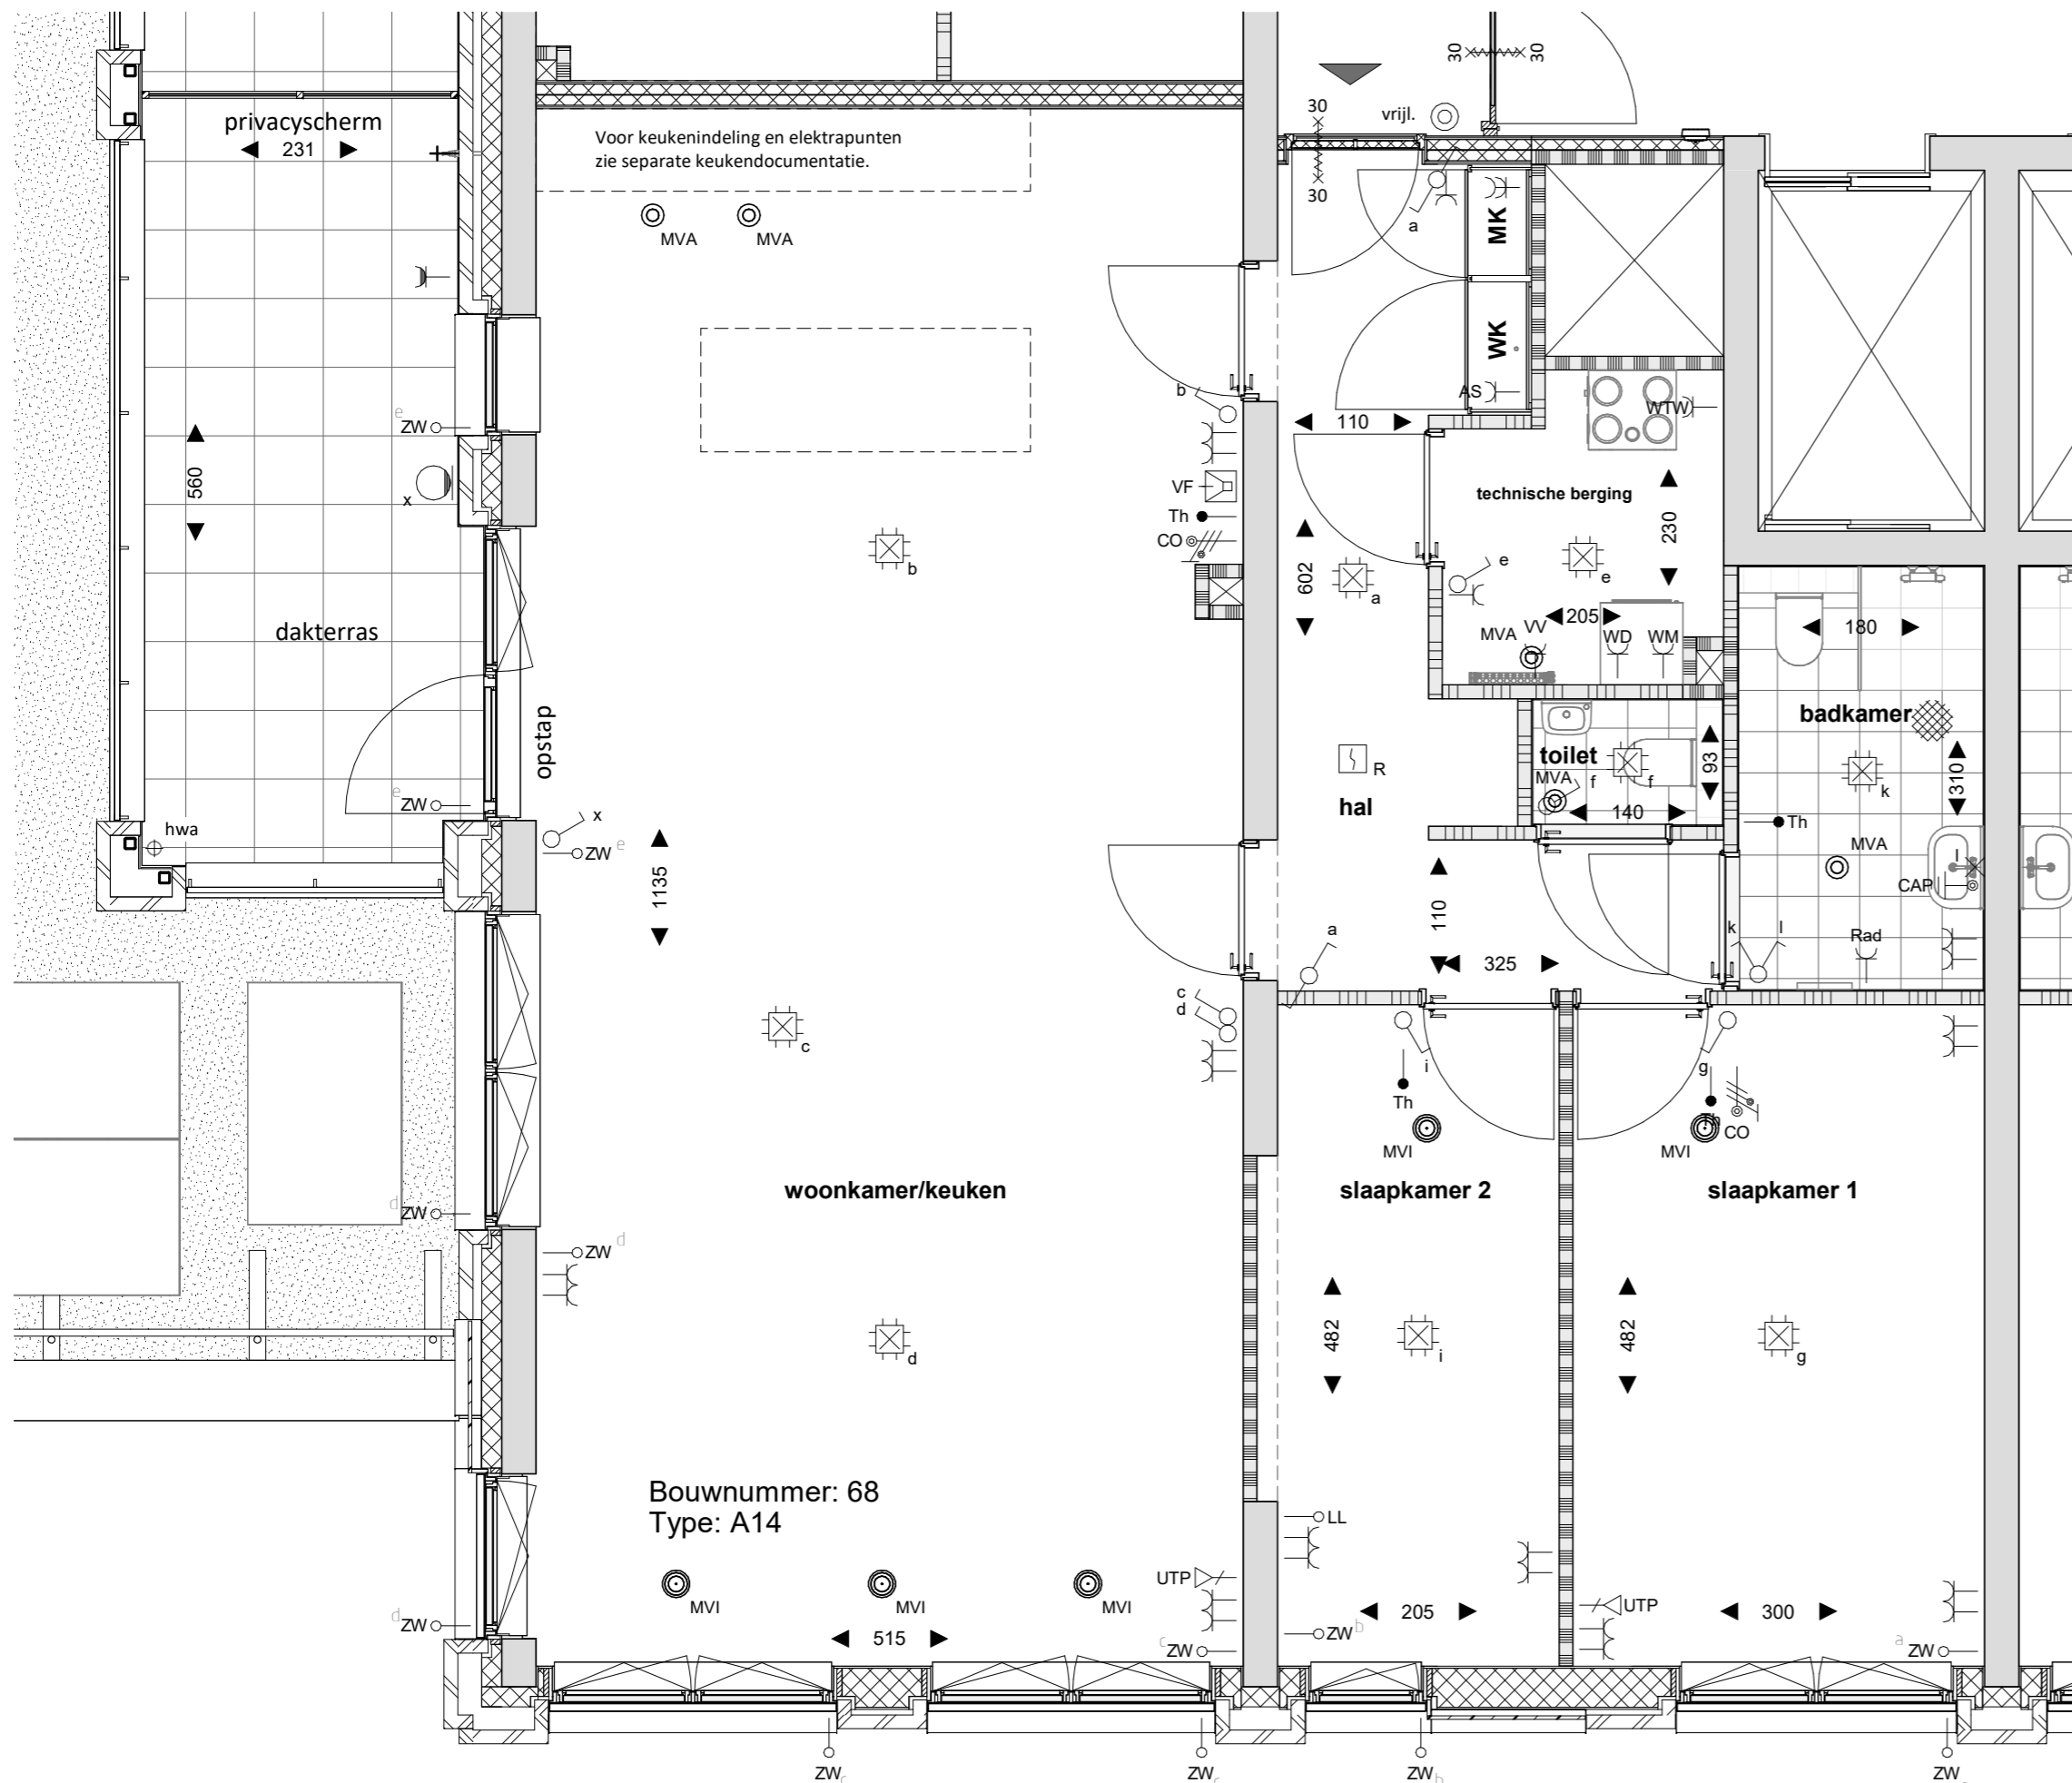 30
30
vrijl.
30
30
privacyscherm
231
Voor keukenindeling en elektrapunten
zie separate keukendocumentatie.
MVA
MVA
a
MK
WK
AS
WTW
b
110
e
ZW
560
x
VF
Th
CO
technische berging
230
b
602
a
e
e
205
MVA
VV
WD
WM
180
dakterras
opstap
badkamer
toilet
93
310
k
R
MVA
f
f
hal
140
e
ZW
hwa
x
ZW e
1135
Th
MVA
l
CAP
110
a
k
l
Rad
325
c
d
c
i
g
Th
Th
CO
MVI
MVI
woonkamer/keuken
slaapkamer 2
slaapkamer 1
d
ZW
ZW d
482
482
d
i
g
Bouwnummer: 68
Type: A14
LL
UTP
UTP
MVI
MVI
MVI
d
ZW
515
205
300
c
ZW
ZW b
a
ZW
ZW c
ZW c
ZW b
ZW